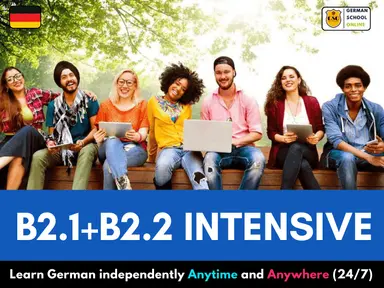 GERMAN
SCHOOL
ONLINE
B2.1+B2.2 INTENSIVE
Learn German independently Anytime and Anywhere (24/7)